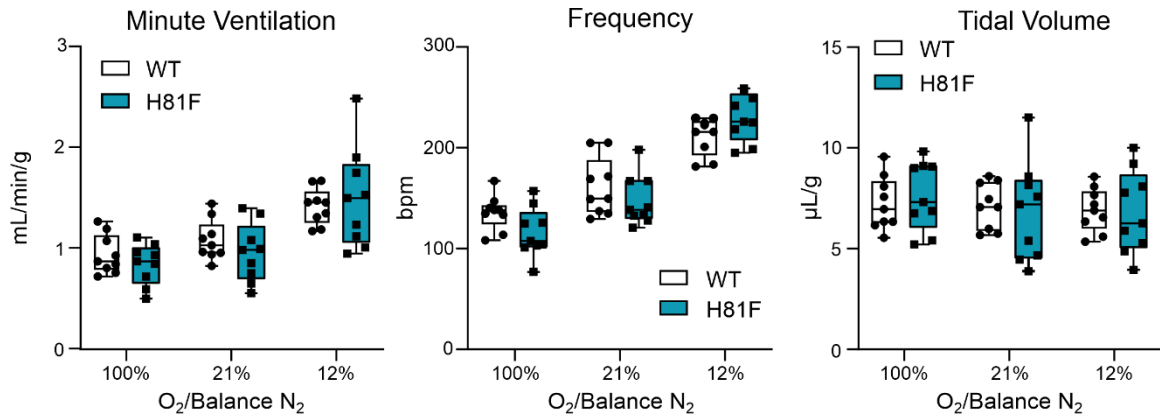 Minute Ventilation
3
2
1
0
mL/min/g
WT
H81F
100% 21% 12%
O₂/Balance N₂
Frequency
300
200
100
0
bpm
WT
H81F
100% 21% 12%
O₂/Balance N₂
Tidal Volume
15
10
5
0
µL/g
WT
H81F
100% 21% 12%
O₂/Balance N₂